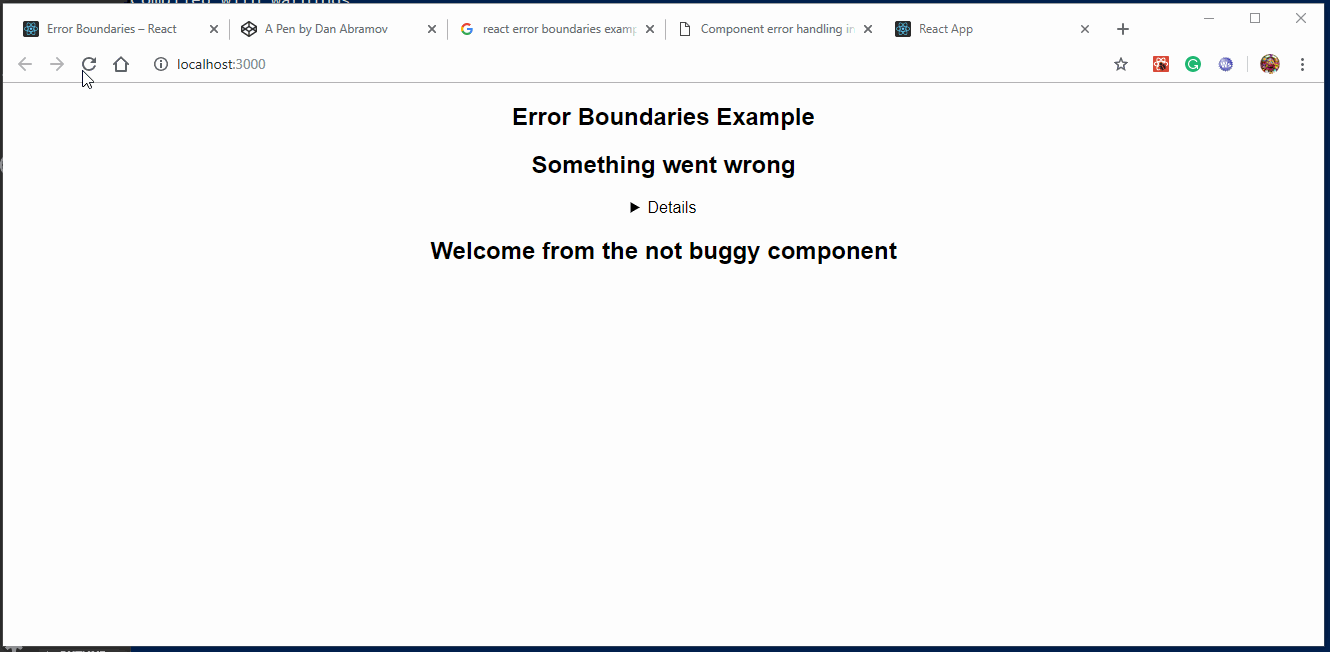 Error Boundaries – React
A Pen by Dan Abramov
react error boundaries examp
Component error handling in
React App
localhost:3000
Error Boundaries Example
Something went wrong
Details
Welcome from the not buggy component